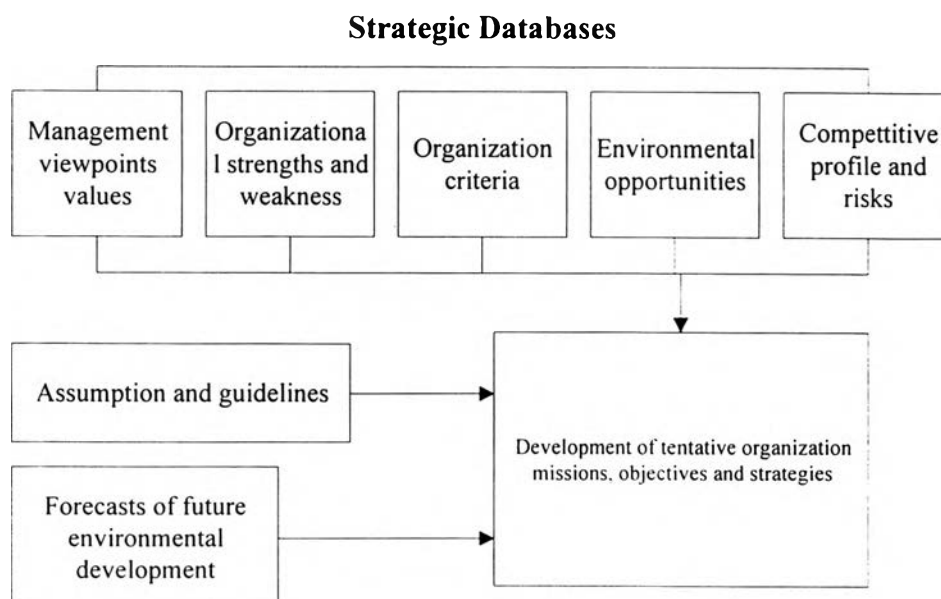 Strategic Databases
Management
viewpoints
values
Organizationa
l strengths and
weakness
Organization
criteria
Environmental
opportunities
Compettitive
profile and
risks
Assumption and guidelines
Development of tentative organization
missions, objectives and strategies
Forecasts of future
environmental
development